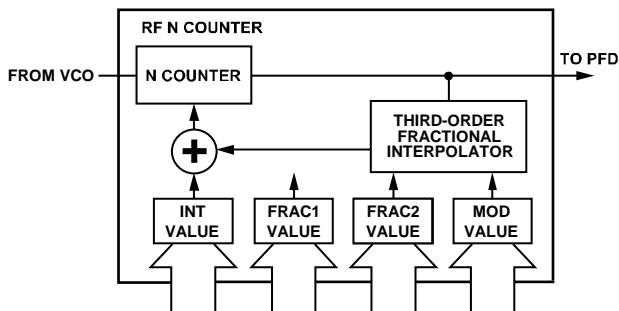 RF N COUNTER
FROM VCO
N COUNTER
TO PFD
THIRD-ORDER
FRACTIONAL
INTERPOLATOR
+
INT
VALUE
FRAC1
VALUE
FRAC2
VALUE
MOD
VALUE